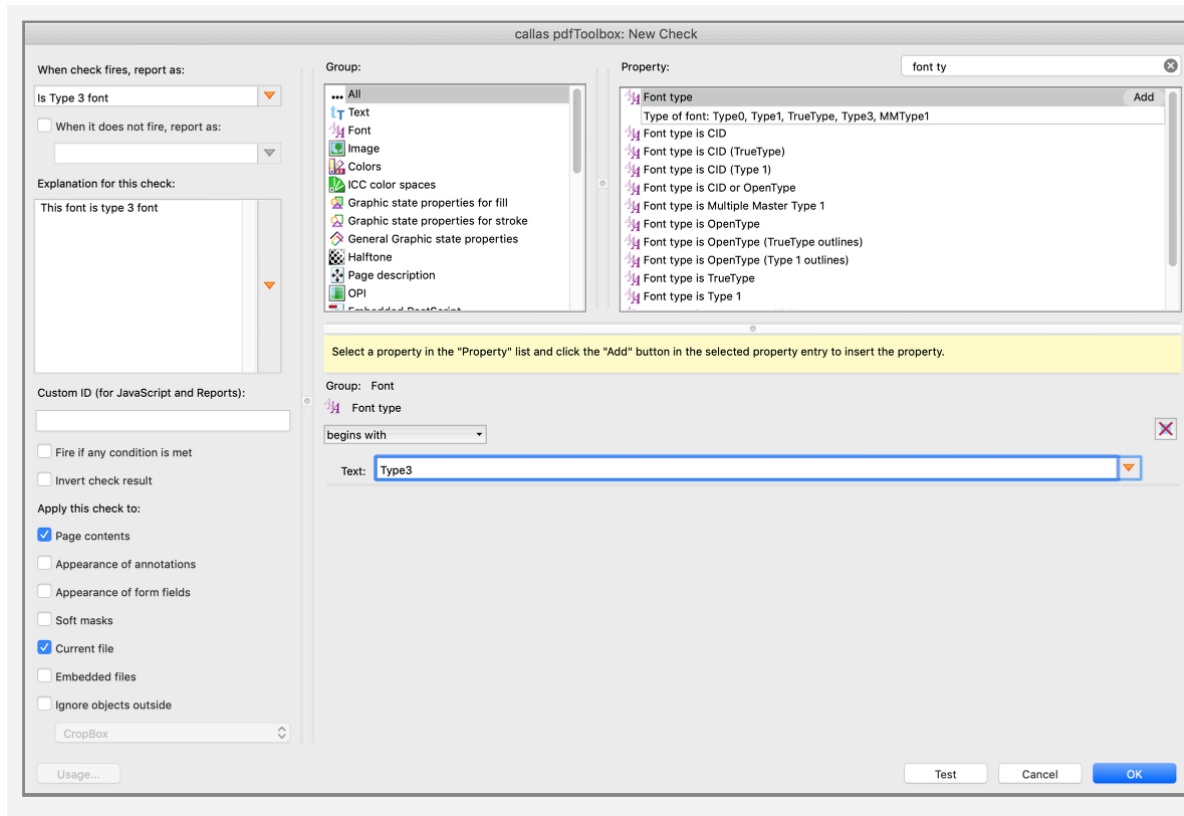 callas pdfToolbox: New Check
When check fires, report as:
Is Type 3 font
When it does not fire, report as:
Explanation for this check:
This font is type 3 font
Custom ID (for JavaScript and Reports):
Fire if any condition is met
Invert check result
Apply this check to:
Page contents
Appearance of annotations
Appearance of form fields
Soft masks
Current file
Embedded files
Ignore objects outside
CropBox
Usage...
Group:
... All
Text
Font
Image
Colors
ICC color spaces
Graphic state properties for fill
Graphic state properties for stroke
General Graphic state properties
Halftone
Page description
OPI
Embedded PostScript
Property:
font ty
Font type
Add
Type of font: Type0, Type1, TrueType, Type3, MMType1
Font type is CID
Font type is CID (TrueType)
Font type is CID (Type 1)
Font type is CID or OpenType
Font type is Multiple Master Type 1
Font type is OpenType
Font type is OpenType (TrueType outlines)
Font type is OpenType (Type 1 outlines)
Font type is TrueType
Font type is Type 1
Select a property in the "Property" list and click the "Add" button in the selected property entry to insert the property.
Group: Font
Font type
begins with
Text: Type3
Test
Cancel
OK